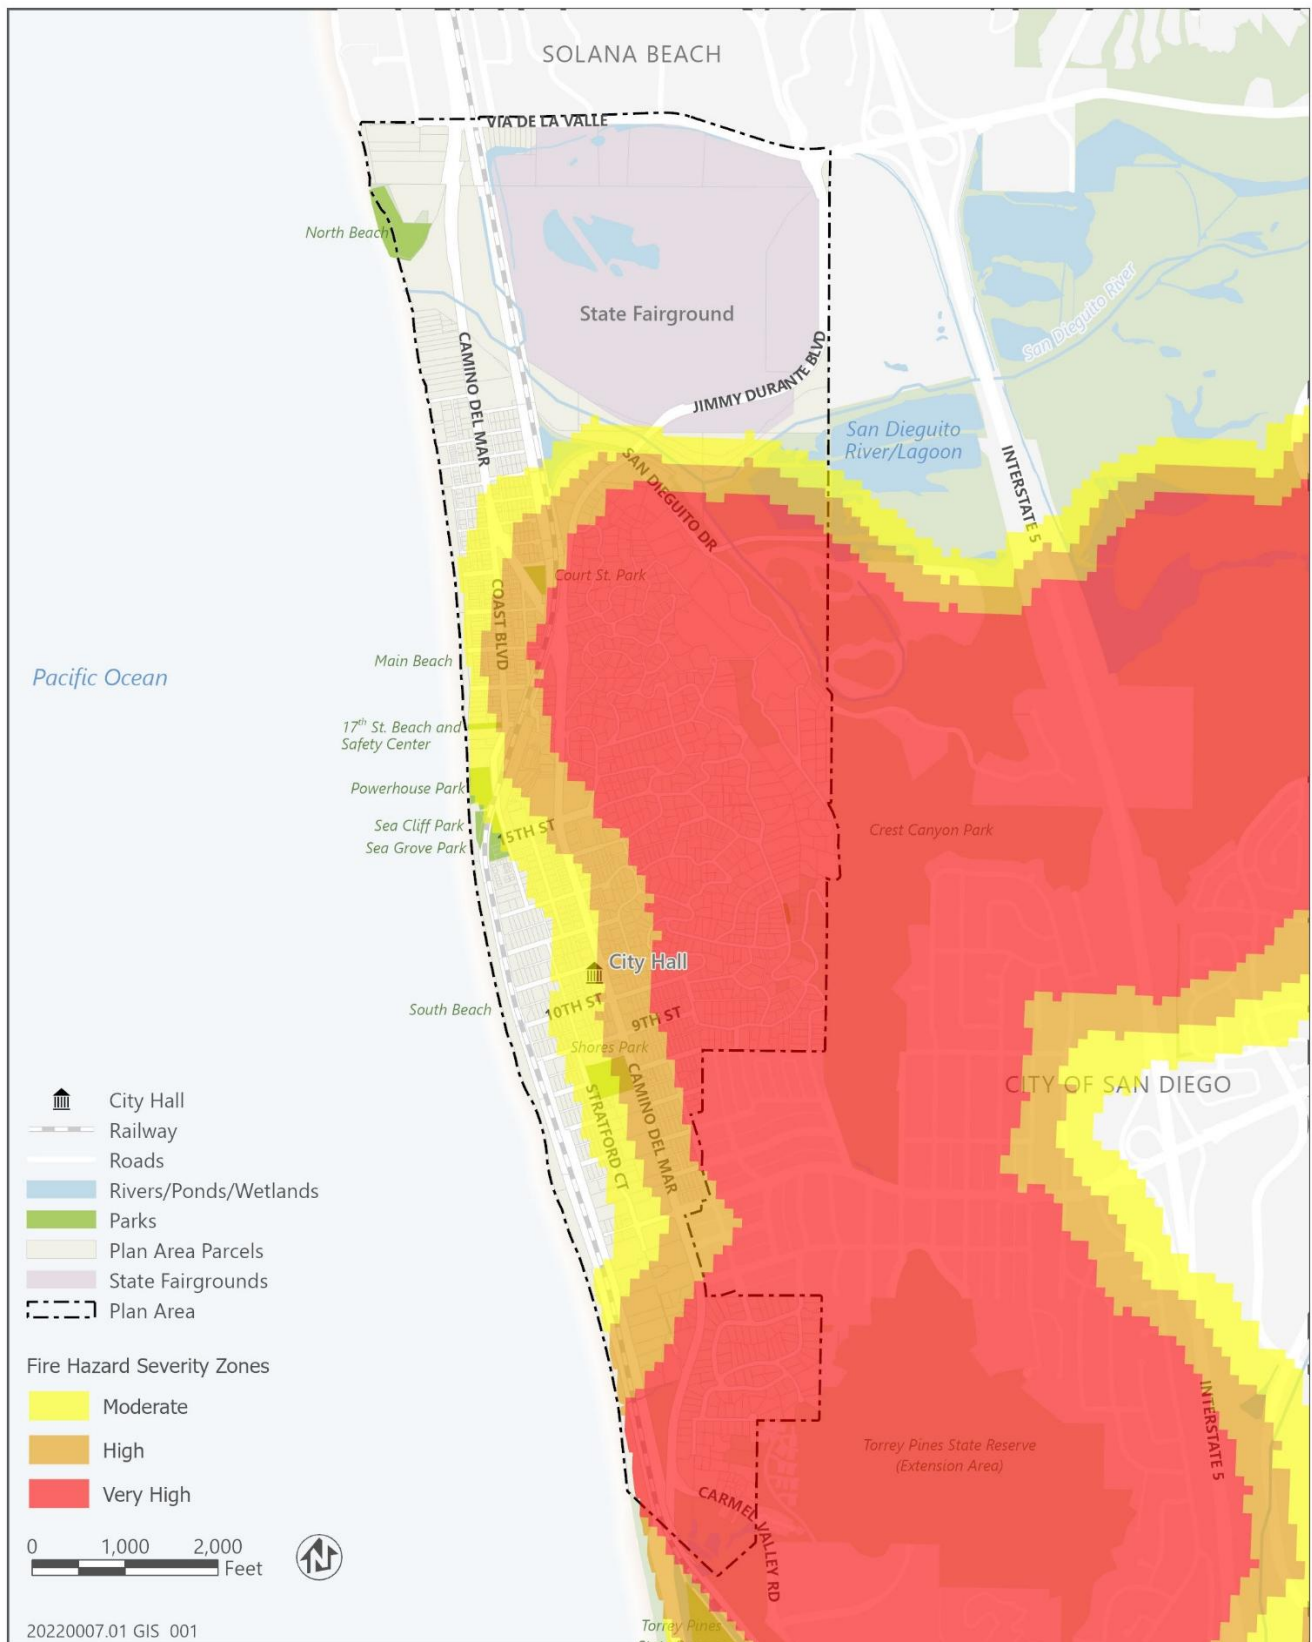 SOLANA BEACH
VIA DE LA VALLE
North Beach
State Fairground
CAMINO DEL MAR
JIMMY DURANTE BLVD
San Dieguito River
San Dieguito
River/Lagoon
INTERSTATE 5
SAN DIEGUITO DR
Court St. Park
COAST BLVD
Main Beach
Pacific Ocean
17th St. Beach and
Safety Center
Powerhouse Park
Sea Cliff Park
15TH ST
Sea Grove Park
Crest Canyon Park
City Hall
South Beach
10TH ST
9TH ST
Shores Park
CITY OF SAN DIEGO
STRATFORD CT
CAMINO DEL MAR
City Hall
Railway
Roads
Rivers/Ponds/Wetlands
Parks
Plan Area Parcels
State Fairgrounds
Plan Area
Fire Hazard Severity Zones
Moderate
High
Very High
INTERSTATE 5
Torrey Pines State Reserve
(Extension Area)
CARMEL VALLEY RD
0 1,000 2,000
Feet
N
Torrey Pines
20220007.01 GIS 001